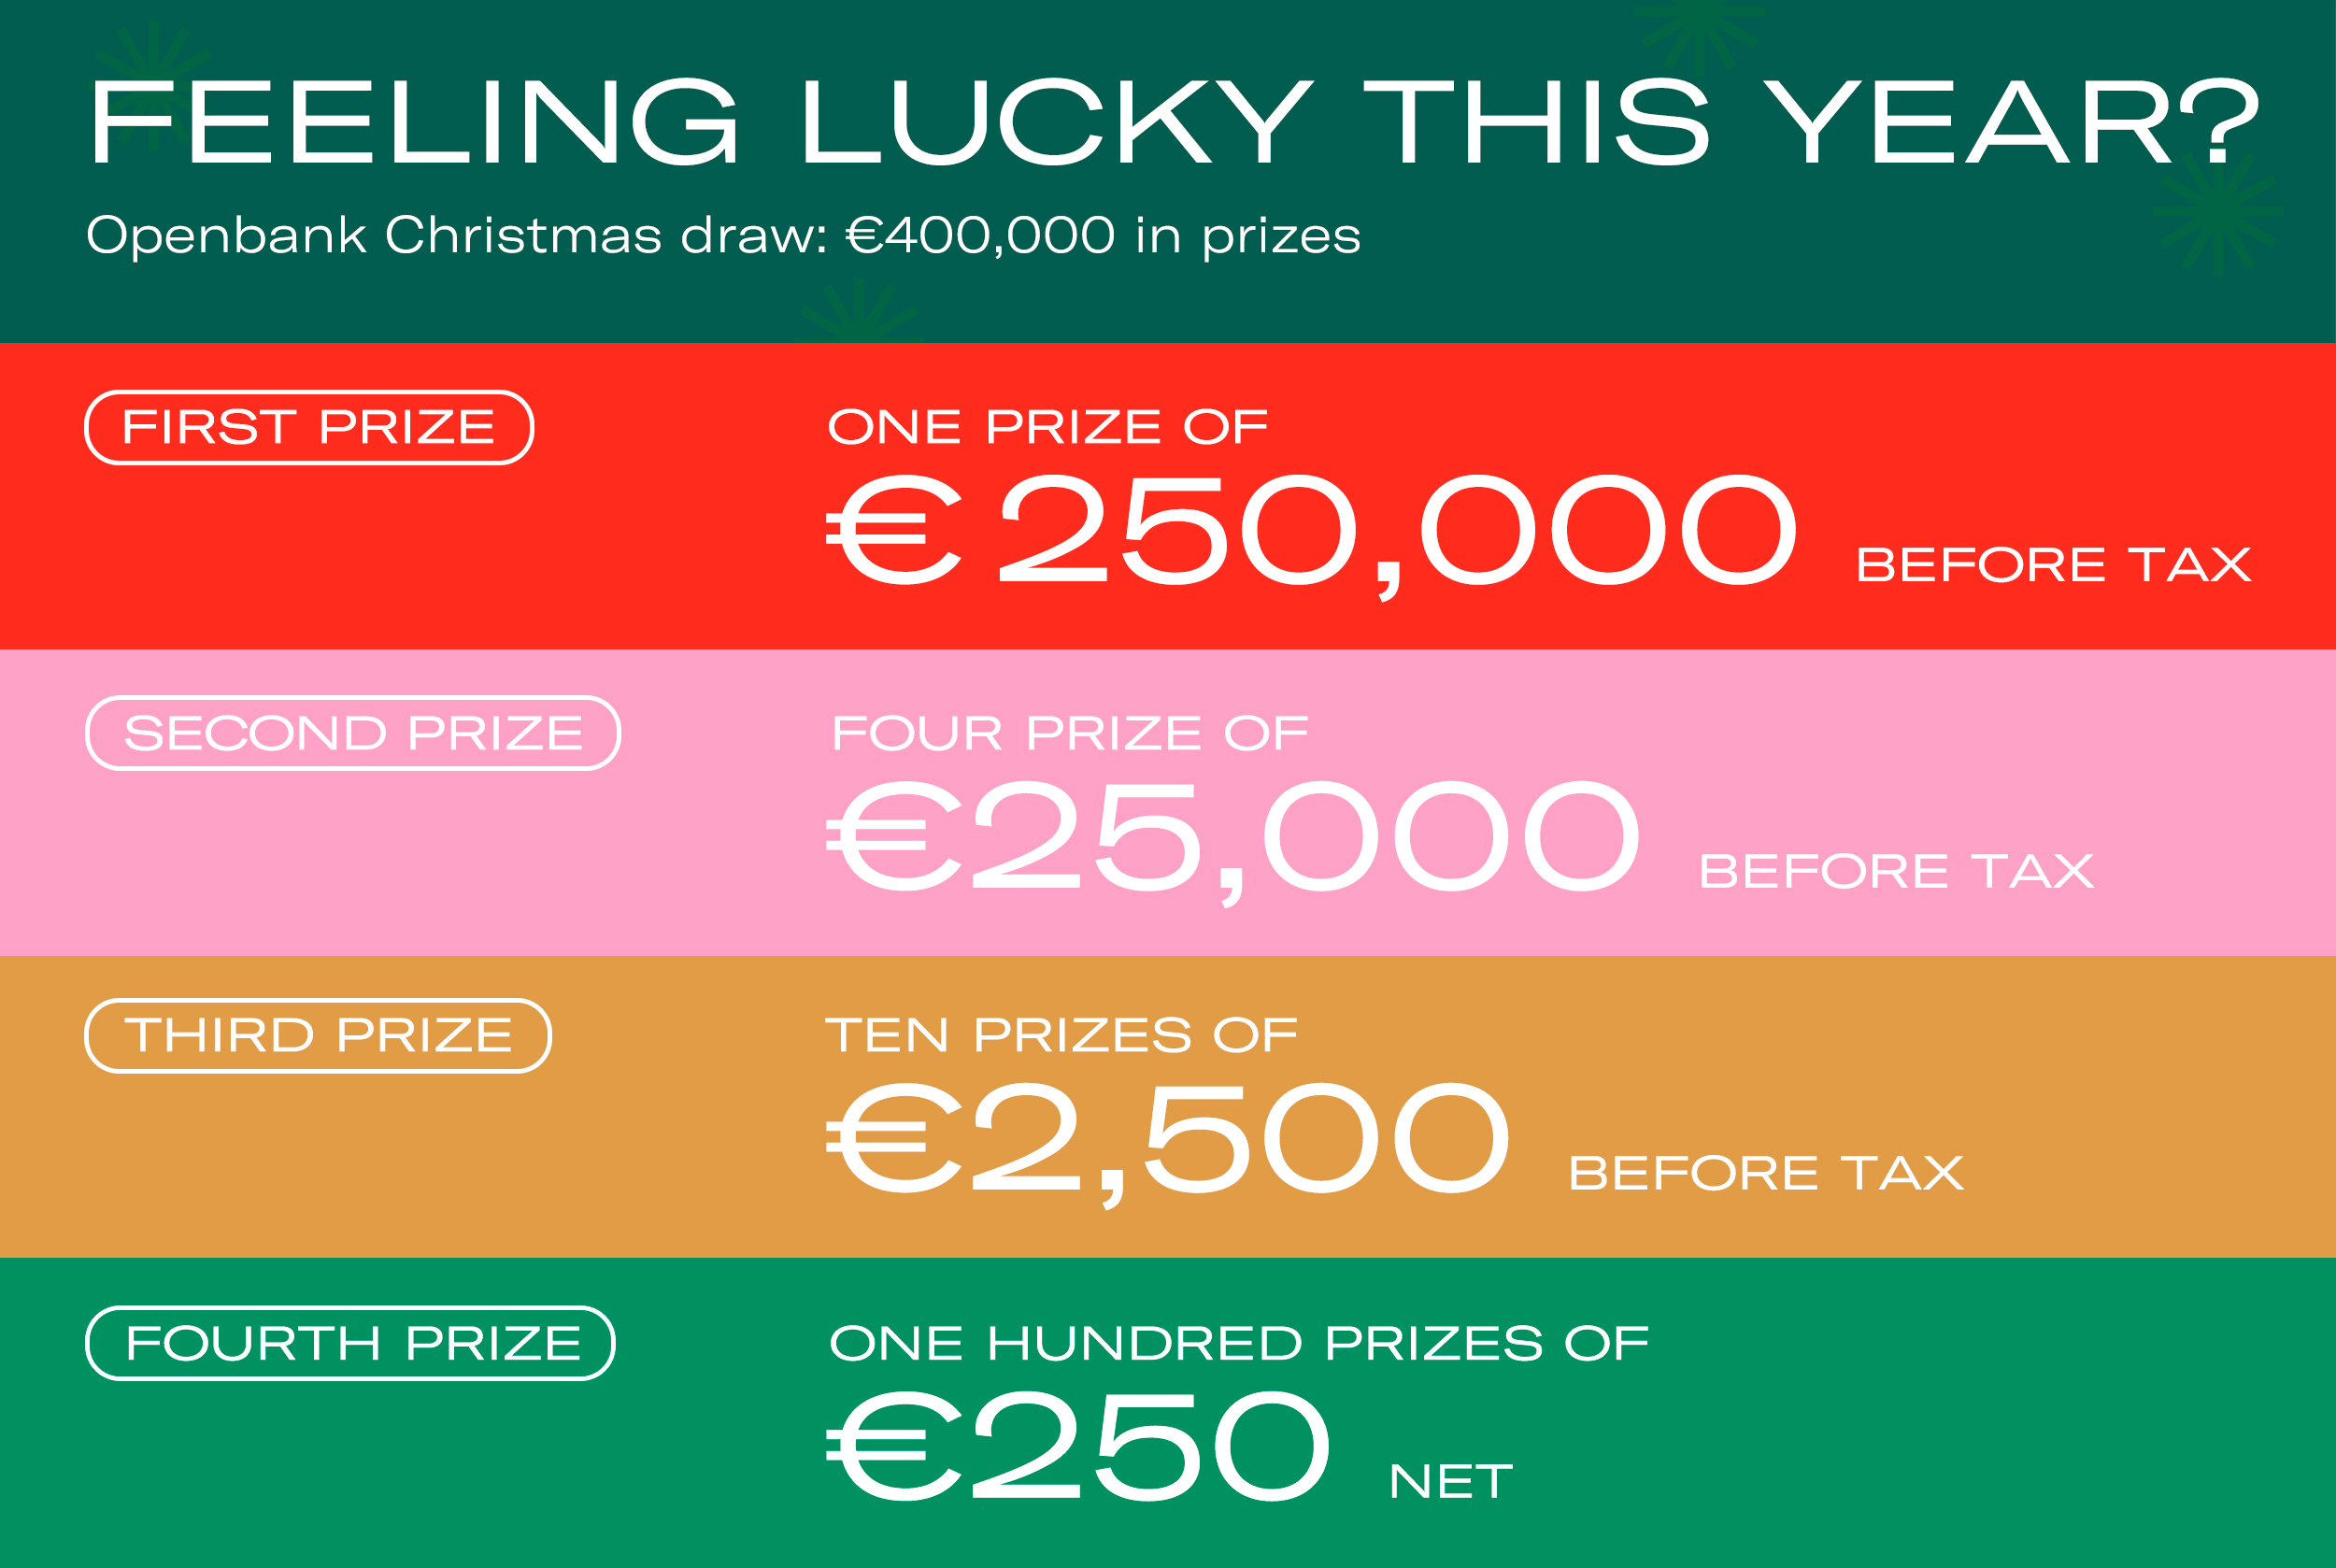 FEELING LUCKY THIS YEAR?
Openbank Christmas draw: €400,000 in prizes
FIRST PRIZE
ONE PRIZE OF
€ 250,000 BEFORE TAX
SECOND PRIZE
FOUR PRIZE OF
€25,000 BEFORE TAX
THIRD PRIZE
TEN PRIZES OF
€2,500 BEFORE TAX
FOURTH PRIZE
ONE HUNDRED PRIZES OF
€250 NET